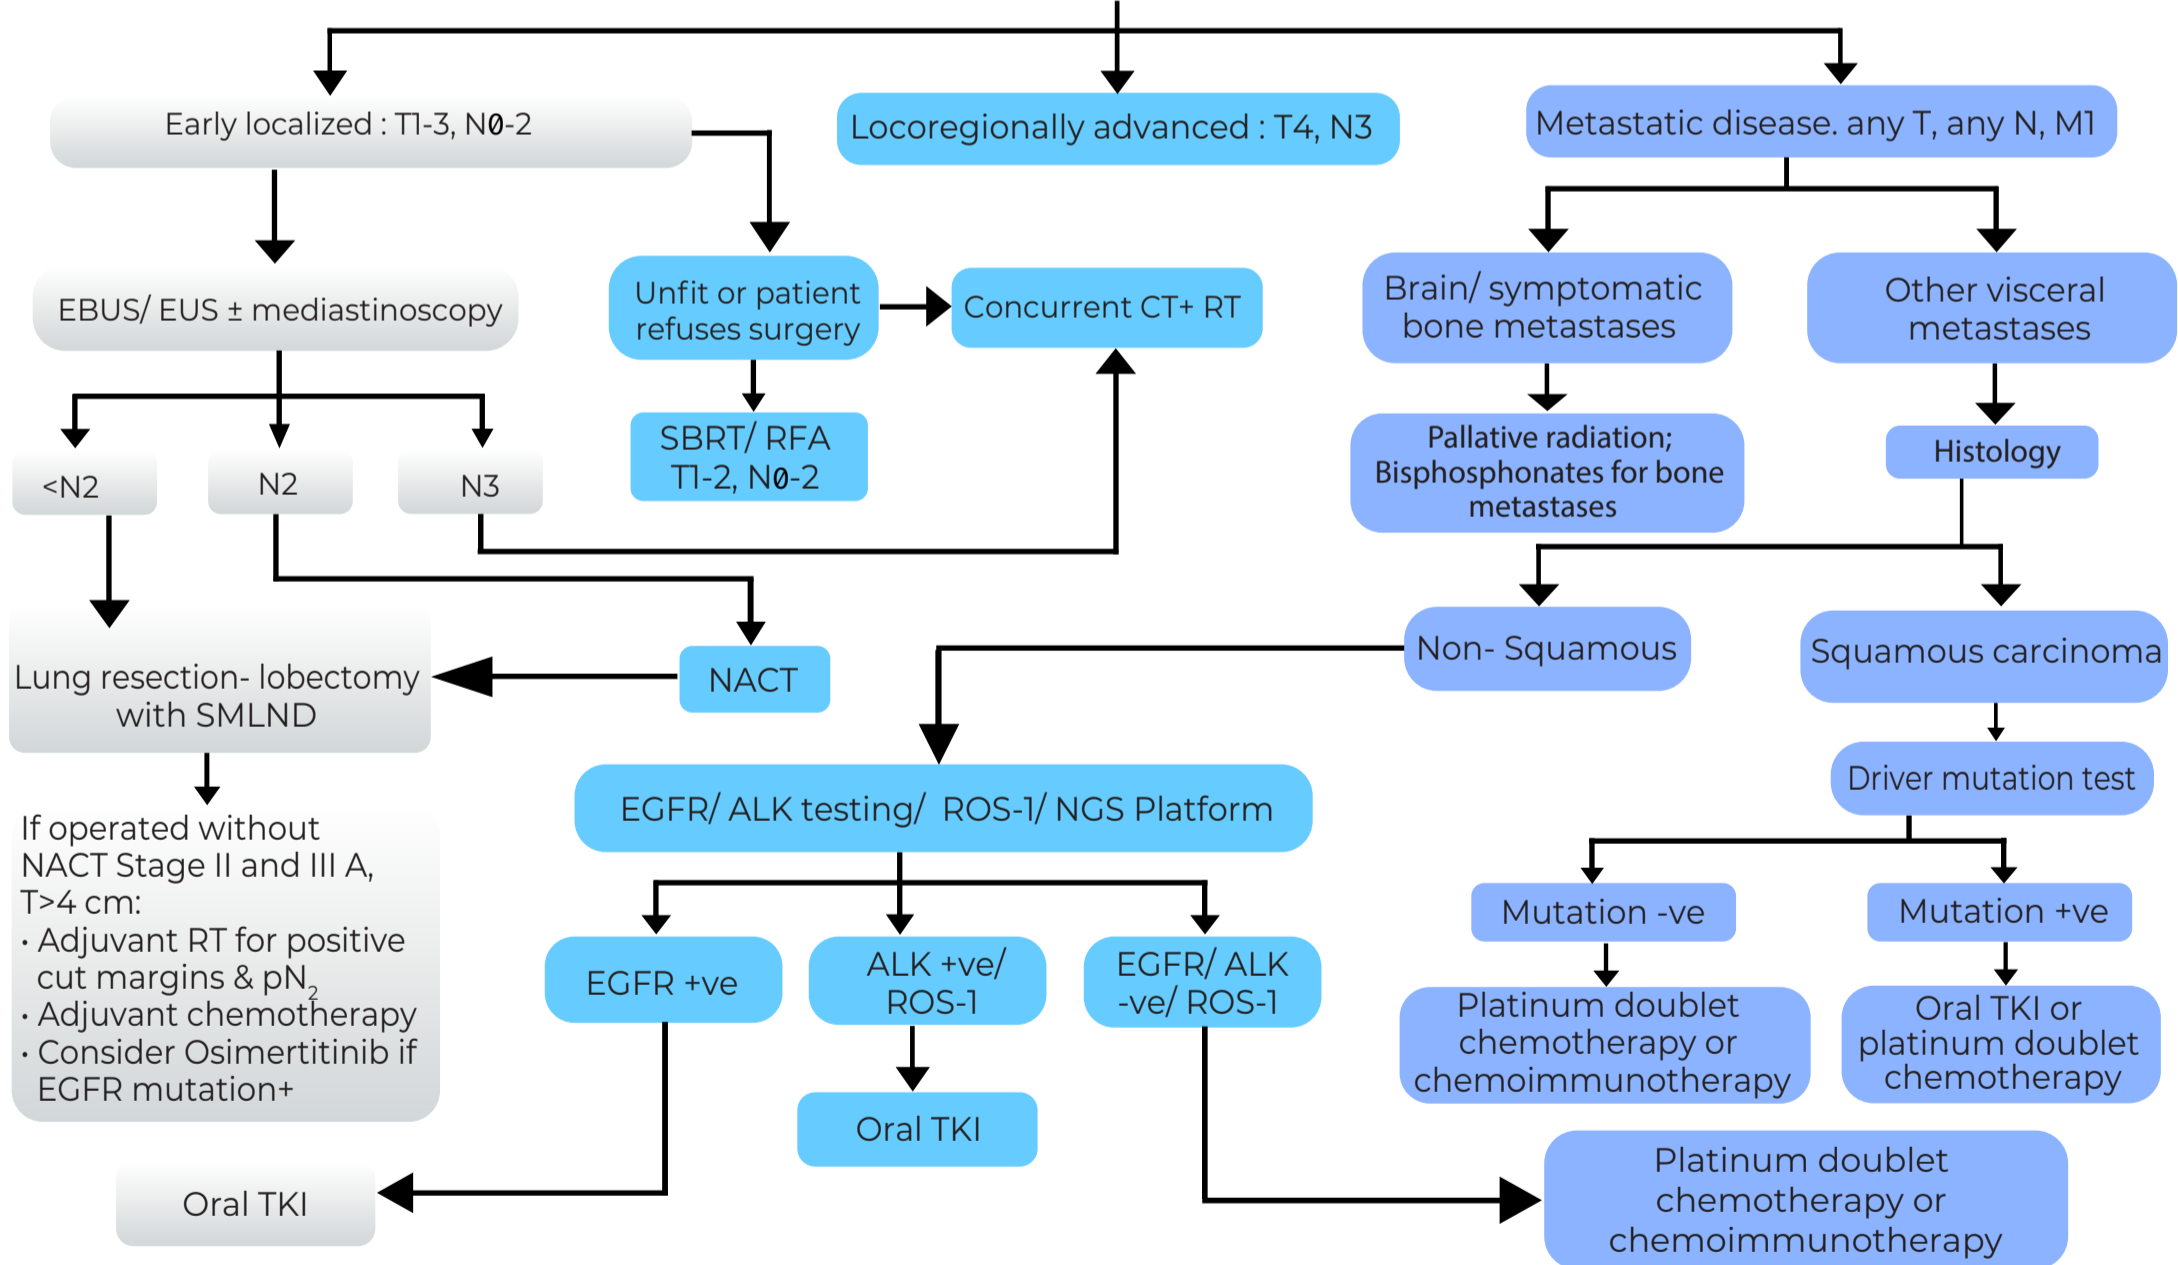 Early localized : T1-3, N0-2
Locoregionally advanced : T4, N3
Metastatic disease. any T, any N, M1
EBUS/ EUS ± mediastinoscopy
Unfit or patient
refuses surgery
Concurrent CT+ RT
Brain/ symptomatic
bone metastases
Other visceral
metastases
SBRT/ RFA
T1-2, N0-2
Pallative radiation;
Bisphosphonates for bone
metastases
Histology
<N2
N2
N3
Lung resection- lobectomy
with SMLND
NACT
Non- Squamous
Squamous carcinoma
Driver mutation test
EGFR/ ALK testing/ ROS-1/ NGS Platform
If operated without
NACT Stage II and III A,
T>4 cm:
• Adjuvant RT for positive
cut margins & pN2
• Adjuvant chemotherapy
• Consider Osimertitinib if
EGFR mutation+
EGFR +ve
ALK +ve/
ROS-1
EGFR/ ALK
-ve/ ROS-1
Mutation -ve
Mutation +ve
Platinum doublet
chemotherapy or
chemoimmunotherapy
Oral TKI or
platinum doublet
chemotherapy
Oral TKI
Oral TKI
Platinum doublet
chemotherapy or
chemoimmunotherapy